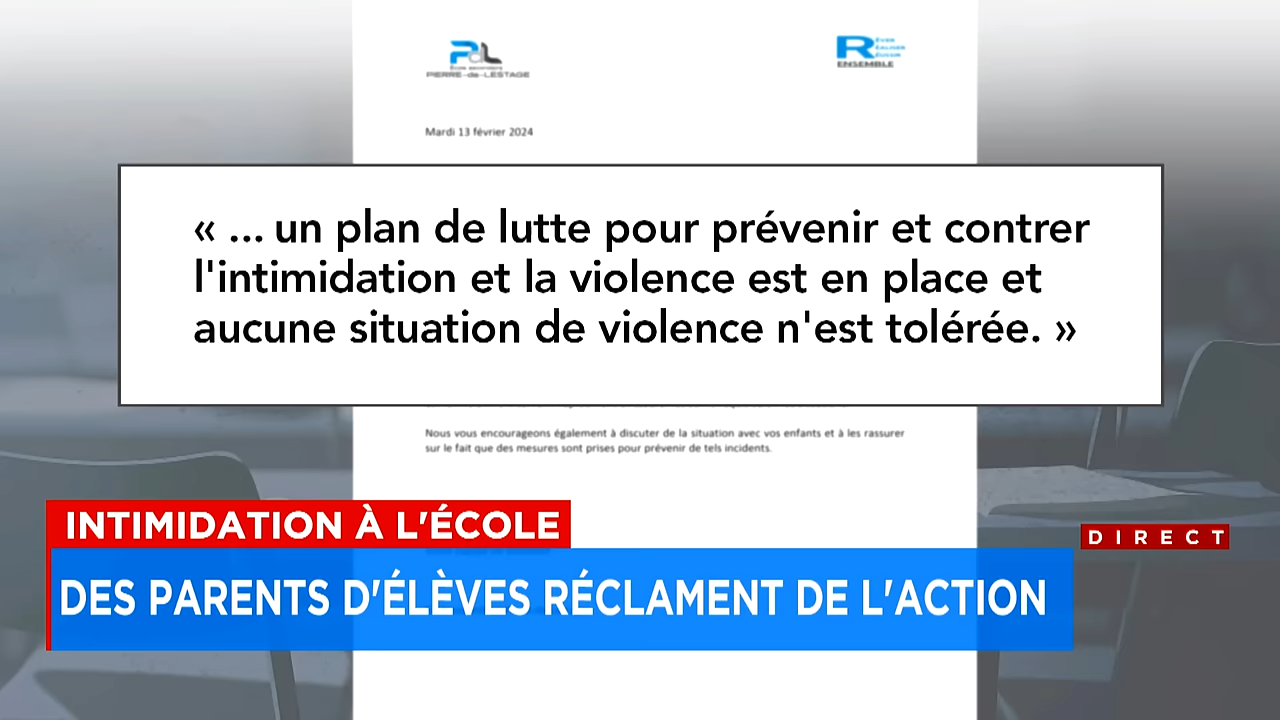 PdL
École secondaire
PIERRE-de-LESTAGE
RÊVER
RÉALISER
RÉUSSIR
ENSEMBLE
Mardi 13 février 2024
« ... un plan de lutte pour prévenir et contrer
l'intimidation et la violence est en place et
aucune situation de violence n'est tolérée. »
Nous vous encourageons également à discuter de la situation avec vos enfants et à les rassurer
sur le fait que des mesures sont prises pour prévenir de tels incidents.
INTIMIDATION À L'ÉCOLE
DIRECT
DES PARENTS D'ÉLÈVES RÉCLAMENT DE L'ACTION